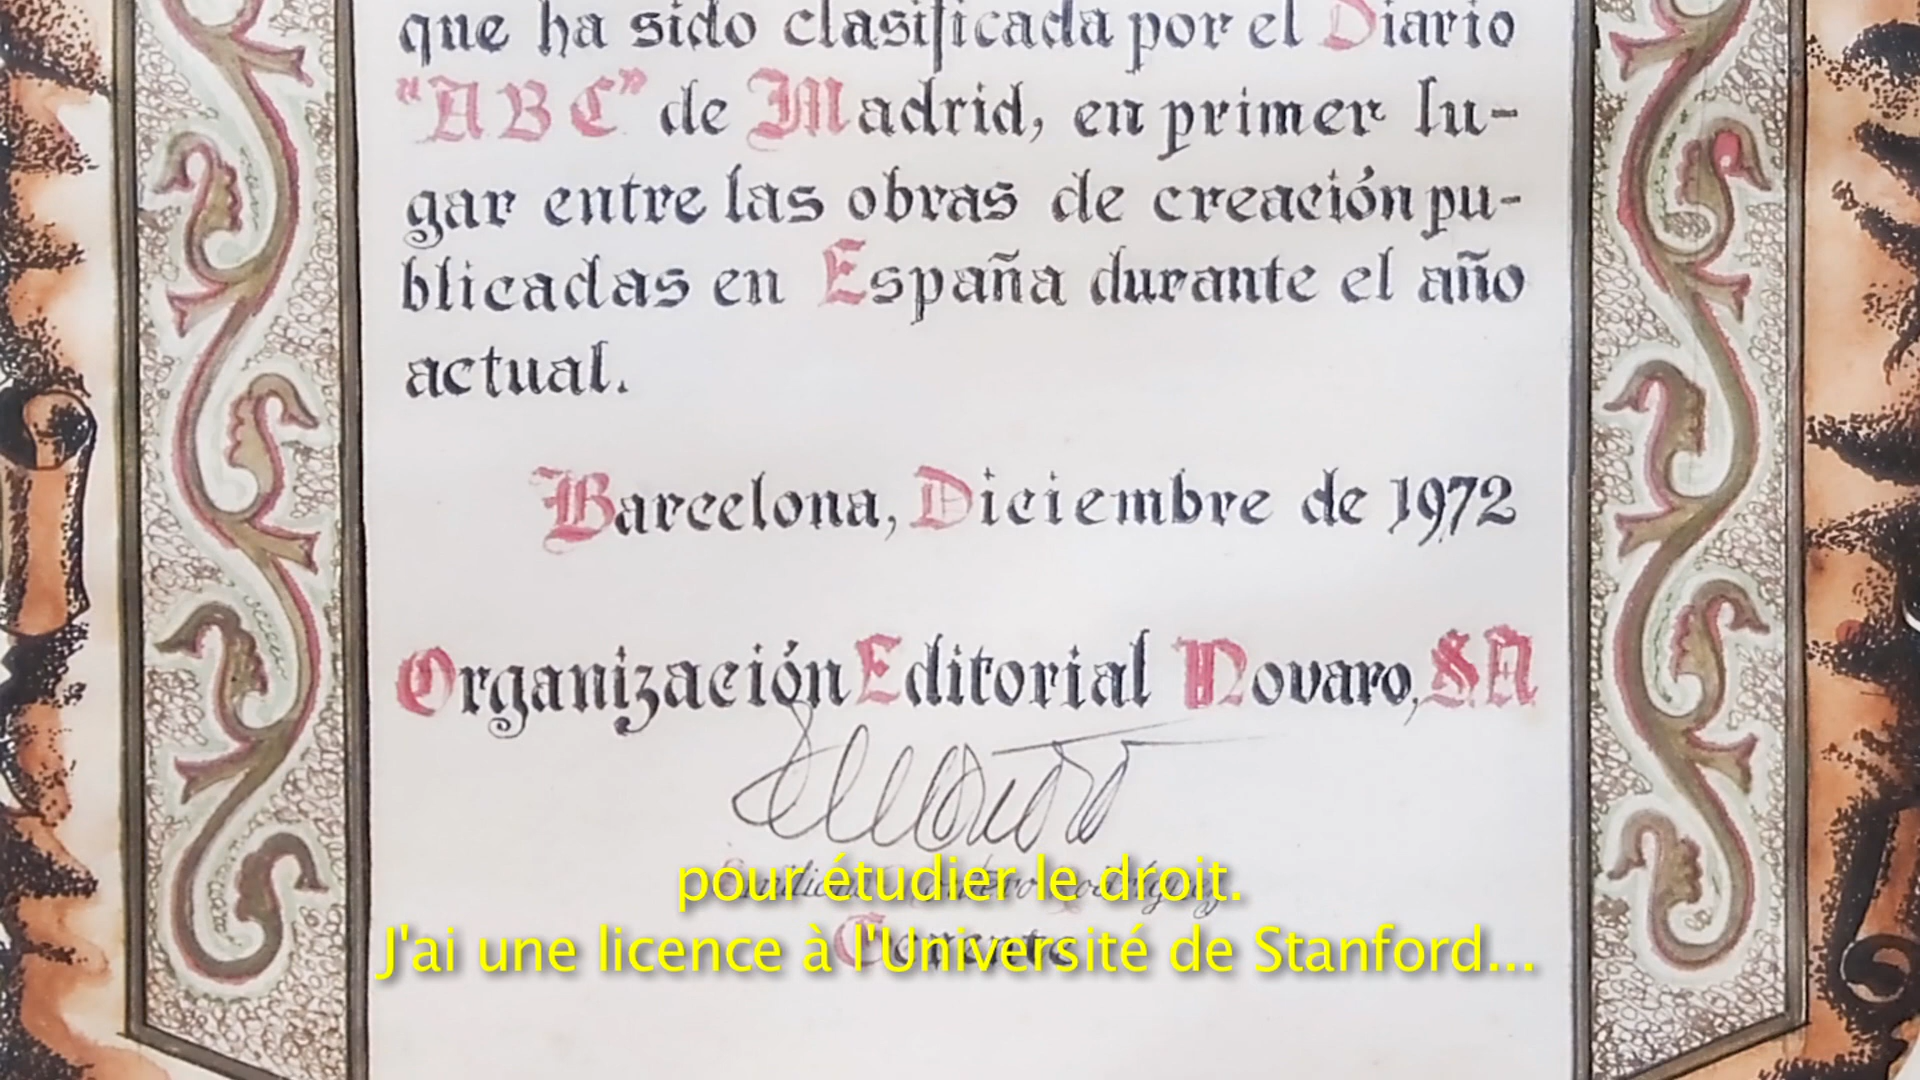 que ha sido clasificada por el Diario
"ABC" de Madrid, en primer lu-
gar entre las obras de creación pu-
blicadas en España durante el año
actual.
Barcelona, Diciembre de 1972
Organización Editorial Novaro, SA
pour étudier le droit.
J'ai une licence à l'Université de Stanford...